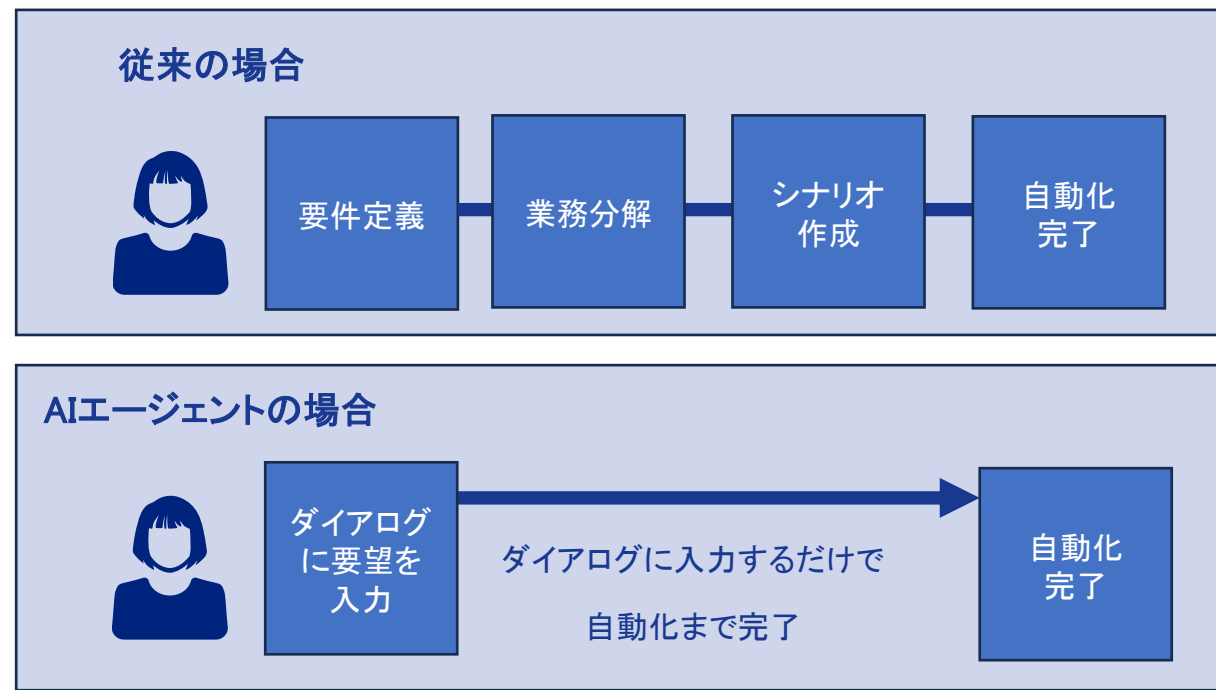 従来の場合
要件定義
業務分解
シナリオ
作成
自動化
完了
AIエージェントの場合
ダイアログ
に要望を
入力
ダイアログに入力するだけで
自動化まで完了
自動化
完了